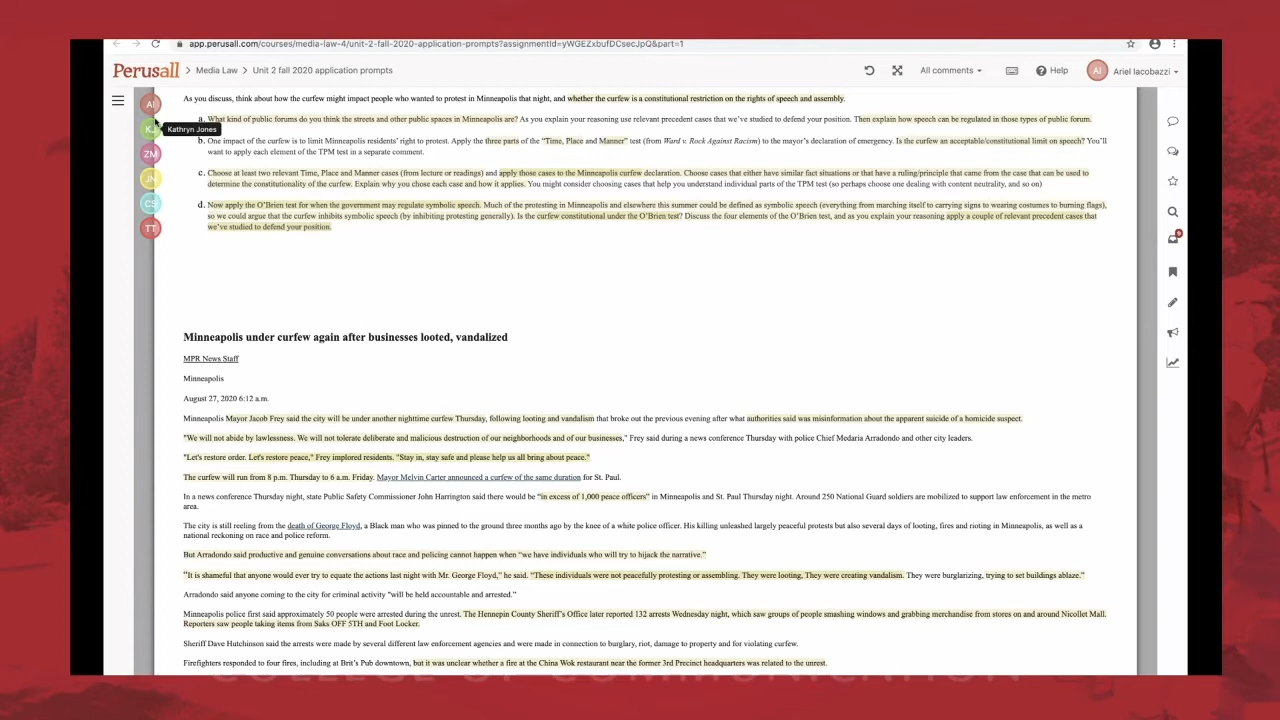 app.perusall.com/courses/media-law-4/unit-2-fall-2020-application-prompts?assignmentId=yWGEZxbufDCsecJpQ&part=1
Perusall > Media Law > Unit 2 fall 2020 application prompts
All comments
Help
AI
Ariel Iacobazzi
AI
KJ
Kathryn Jones
ZM
JN
CS
TT
9
As you discuss, think about how the curfew might impact people who wanted to protest in Minneapolis that night, and whether the curfew is a constitutional restriction on the rights of speech and assembly.
a. What kind of public forums do you think the streets and other public spaces in Minneapolis are? As you explain your reasoning use relevant precedent cases that we've studied to defend your position. Then explain how speech can be regulated in those types of public forum.
b. One impact of the curfew is to limit Minneapolis residents' right to protest. Apply the three parts of the "Time, Place and Manner" test (from Ward v. Rock Against Racism) to the mayor's declaration of emergency. Is the curfew an acceptable/constitutional limit on speech? You'll
want to apply each element of the TPM test in a separate comment.
c. Choose at least two relevant Time, Place and Manner cases (from lecture or readings) and apply those cases to the Minneapolis curfew declaration. Choose cases that either have similar fact situations or that have a ruling/principle that came from the case that can be used to
determine the constitutionality of the curfew. Explain why you chose each case and how it applies. You might consider choosing cases that help you understand individual parts of the TPM test (so perhaps choose one dealing with content neutrality, and so on)
d. Now apply the O'Brien test for when the government may regulate symbolic speech. Much of the protesting in Minneapolis and elsewhere this summer could be defined as symbolic speech (everything from marching itself to carrying signs to wearing costumes to burning flags),
so we could argue that the curfew inhibits symbolic speech (by inhibiting protesting generally). Is the curfew constitutional under the O'Brien test? Discuss the four elements of the O'Brien test, and as you explain your reasoning apply a couple of relevant precedent cases that
we've studied to defend your position.
Minneapolis under curfew again after businesses looted, vandalized
MPR News Staff
Minneapolis
August 27, 2020 6:12 a.m.
Minneapolis Mayor Jacob Frey said the city will be under another nighttime curfew Thursday, following looting and vandalism that broke out the previous evening after what authorities said was misinformation about the apparent suicide of a homicide suspect.
"We will not abide by lawlessness. We will not tolerate deliberate and malicious destruction of our neighborhoods and of our businesses," Frey said during a news conference Thursday with police Chief Medaria Arradondo and other city leaders.
"Let's restore order. Let's restore peace," Frey implored residents. "Stay in, stay safe and please help us all bring about peace."
The curfew will run from 8 p.m. Thursday to 6 a.m. Friday. Mayor Melvin Carter announced a curfew of the same duration for St. Paul.
In a news conference Thursday night, state Public Safety Commissioner John Harrington said there would be "in excess of 1,000 peace officers" in Minneapolis and St. Paul Thursday night. Around 250 National Guard soldiers are mobilized to support law enforcement in the metro
area.
The city is still reeling from the death of George Floyd, a Black man who was pinned to the ground three months ago by the knee of a white police officer. His killing unleashed largely peaceful protests but also several days of looting, fires and rioting in Minneapolis, as well as a
national reckoning on race and police reform.
But Arradondo said productive and genuine conversations about race and policing cannot happen when "we have individuals who will try to hijack the narrative."
"It is shameful that anyone would ever try to equate the actions last night with Mr. George Floyd," he said. "These individuals were not peacefully protesting or assembling. They were looting, They were creating vandalism. They were burglarizing, trying to set buildings ablaze."
Arradondo said anyone coming to the city for criminal activity "will be held accountable and arrested."
Minneapolis police first said approximately 50 people were arrested during the unrest. The Hennepin County Sheriff's Office later reported 132 arrests Wednesday night, which saw groups of people smashing windows and grabbing merchandise from stores on and around Nicollet Mall.
Reporters saw people taking items from Saks OFF 5TH and Foot Locker.
Sheriff Dave Hutchinson said the arrests were made by several different law enforcement agencies and were made in connection to burglary, riot, damage to property and for violating curfew.
Firefighters responded to four fires, including at Brit's Pub downtown, but it was unclear whether a fire at the China Wok restaurant near the former 3rd Precinct headquarters was related to the unrest.
COLLEGE OF COMMUNICATION